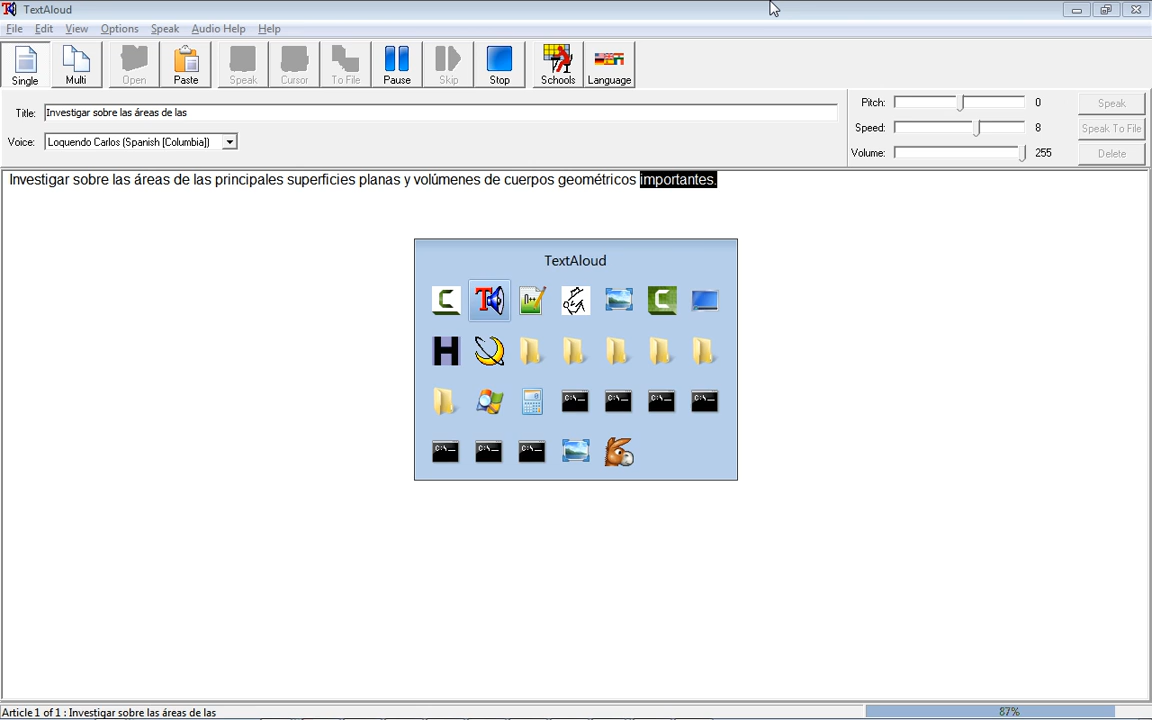 TextAloud
File Edit View Options Speak Audio Help Help
Single Multi Open Paste Speak Cursor To File Pause Skip Stop Schools Language
Title: Investigar sobre las áreas de las
Voice: Loquendo Carlos (Spanish [Columbia])
Pitch: 0 Speak
Speed: 8 Speak To File
Volume: 255 Delete
Investigar sobre las áreas de las principales superficies planas y volúmenes de cuerpos geométricos importantes.
TextAloud
Article 1 of 1 : Investigar sobre las áreas de las 87%